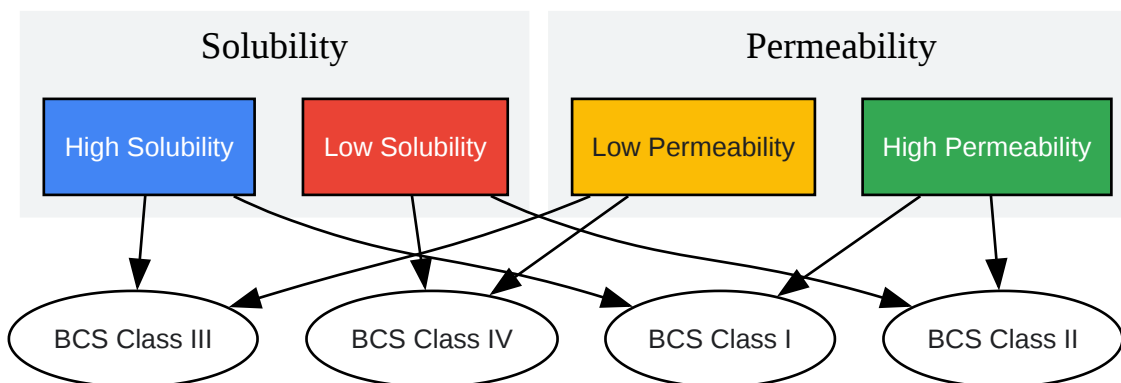 Solubility
Permeability
High Solubility
Low Solubility
Low Permeability
High Permeability
BCS Class III
BCS Class IV
BCS Class I
BCS Class II